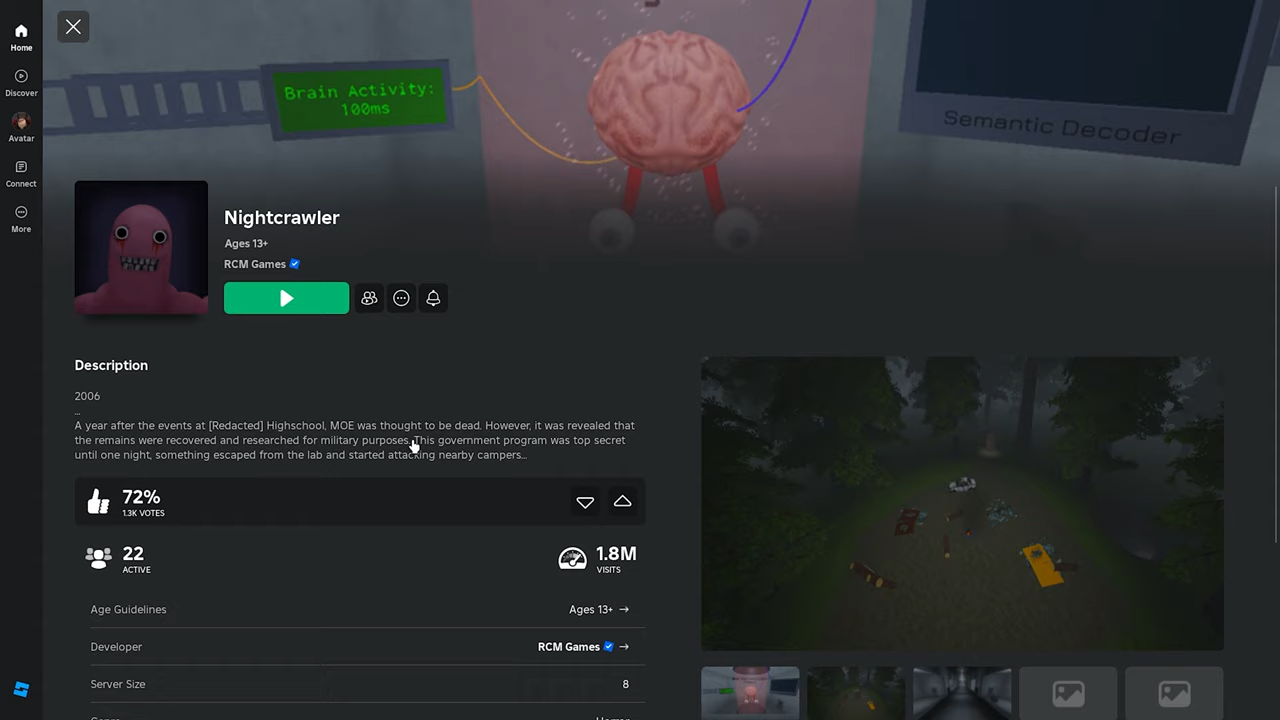 Brain Activity:
100ms
Semantic Decoder
Home
Discover
Avatar
Connect
More
Nightcrawler
Ages 13+
RCM Games
Description
2006
...
A year after the events at [Redacted] Highschool, MOE was thought to be dead. However, it was revealed that
the remains were recovered and researched for military purposes. This government program was top secret
until one night, something escaped from the lab and started attacking nearby campers...
72%
1.3K VOTES
22
ACTIVE
1.8M
VISITS
Age Guidelines
Ages 13+ →
Developer
RCM Games →
Server Size
8